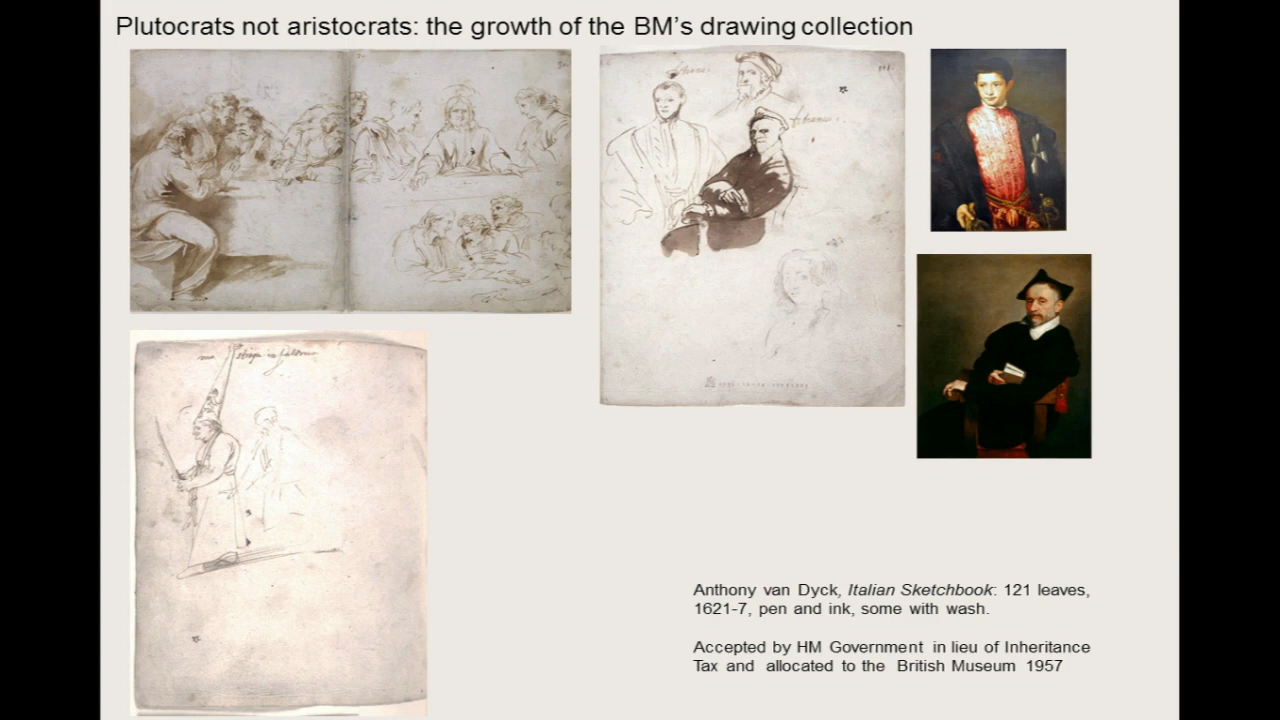 Plutocrats not aristocrats: the growth of the BM's drawing collection
Anthony van Dyck, Italian Sketchbook: 121 leaves,
1621-7, pen and ink, some with wash.
Accepted by HM Government in lieu of Inheritance
Tax and allocated to the British Museum 1957